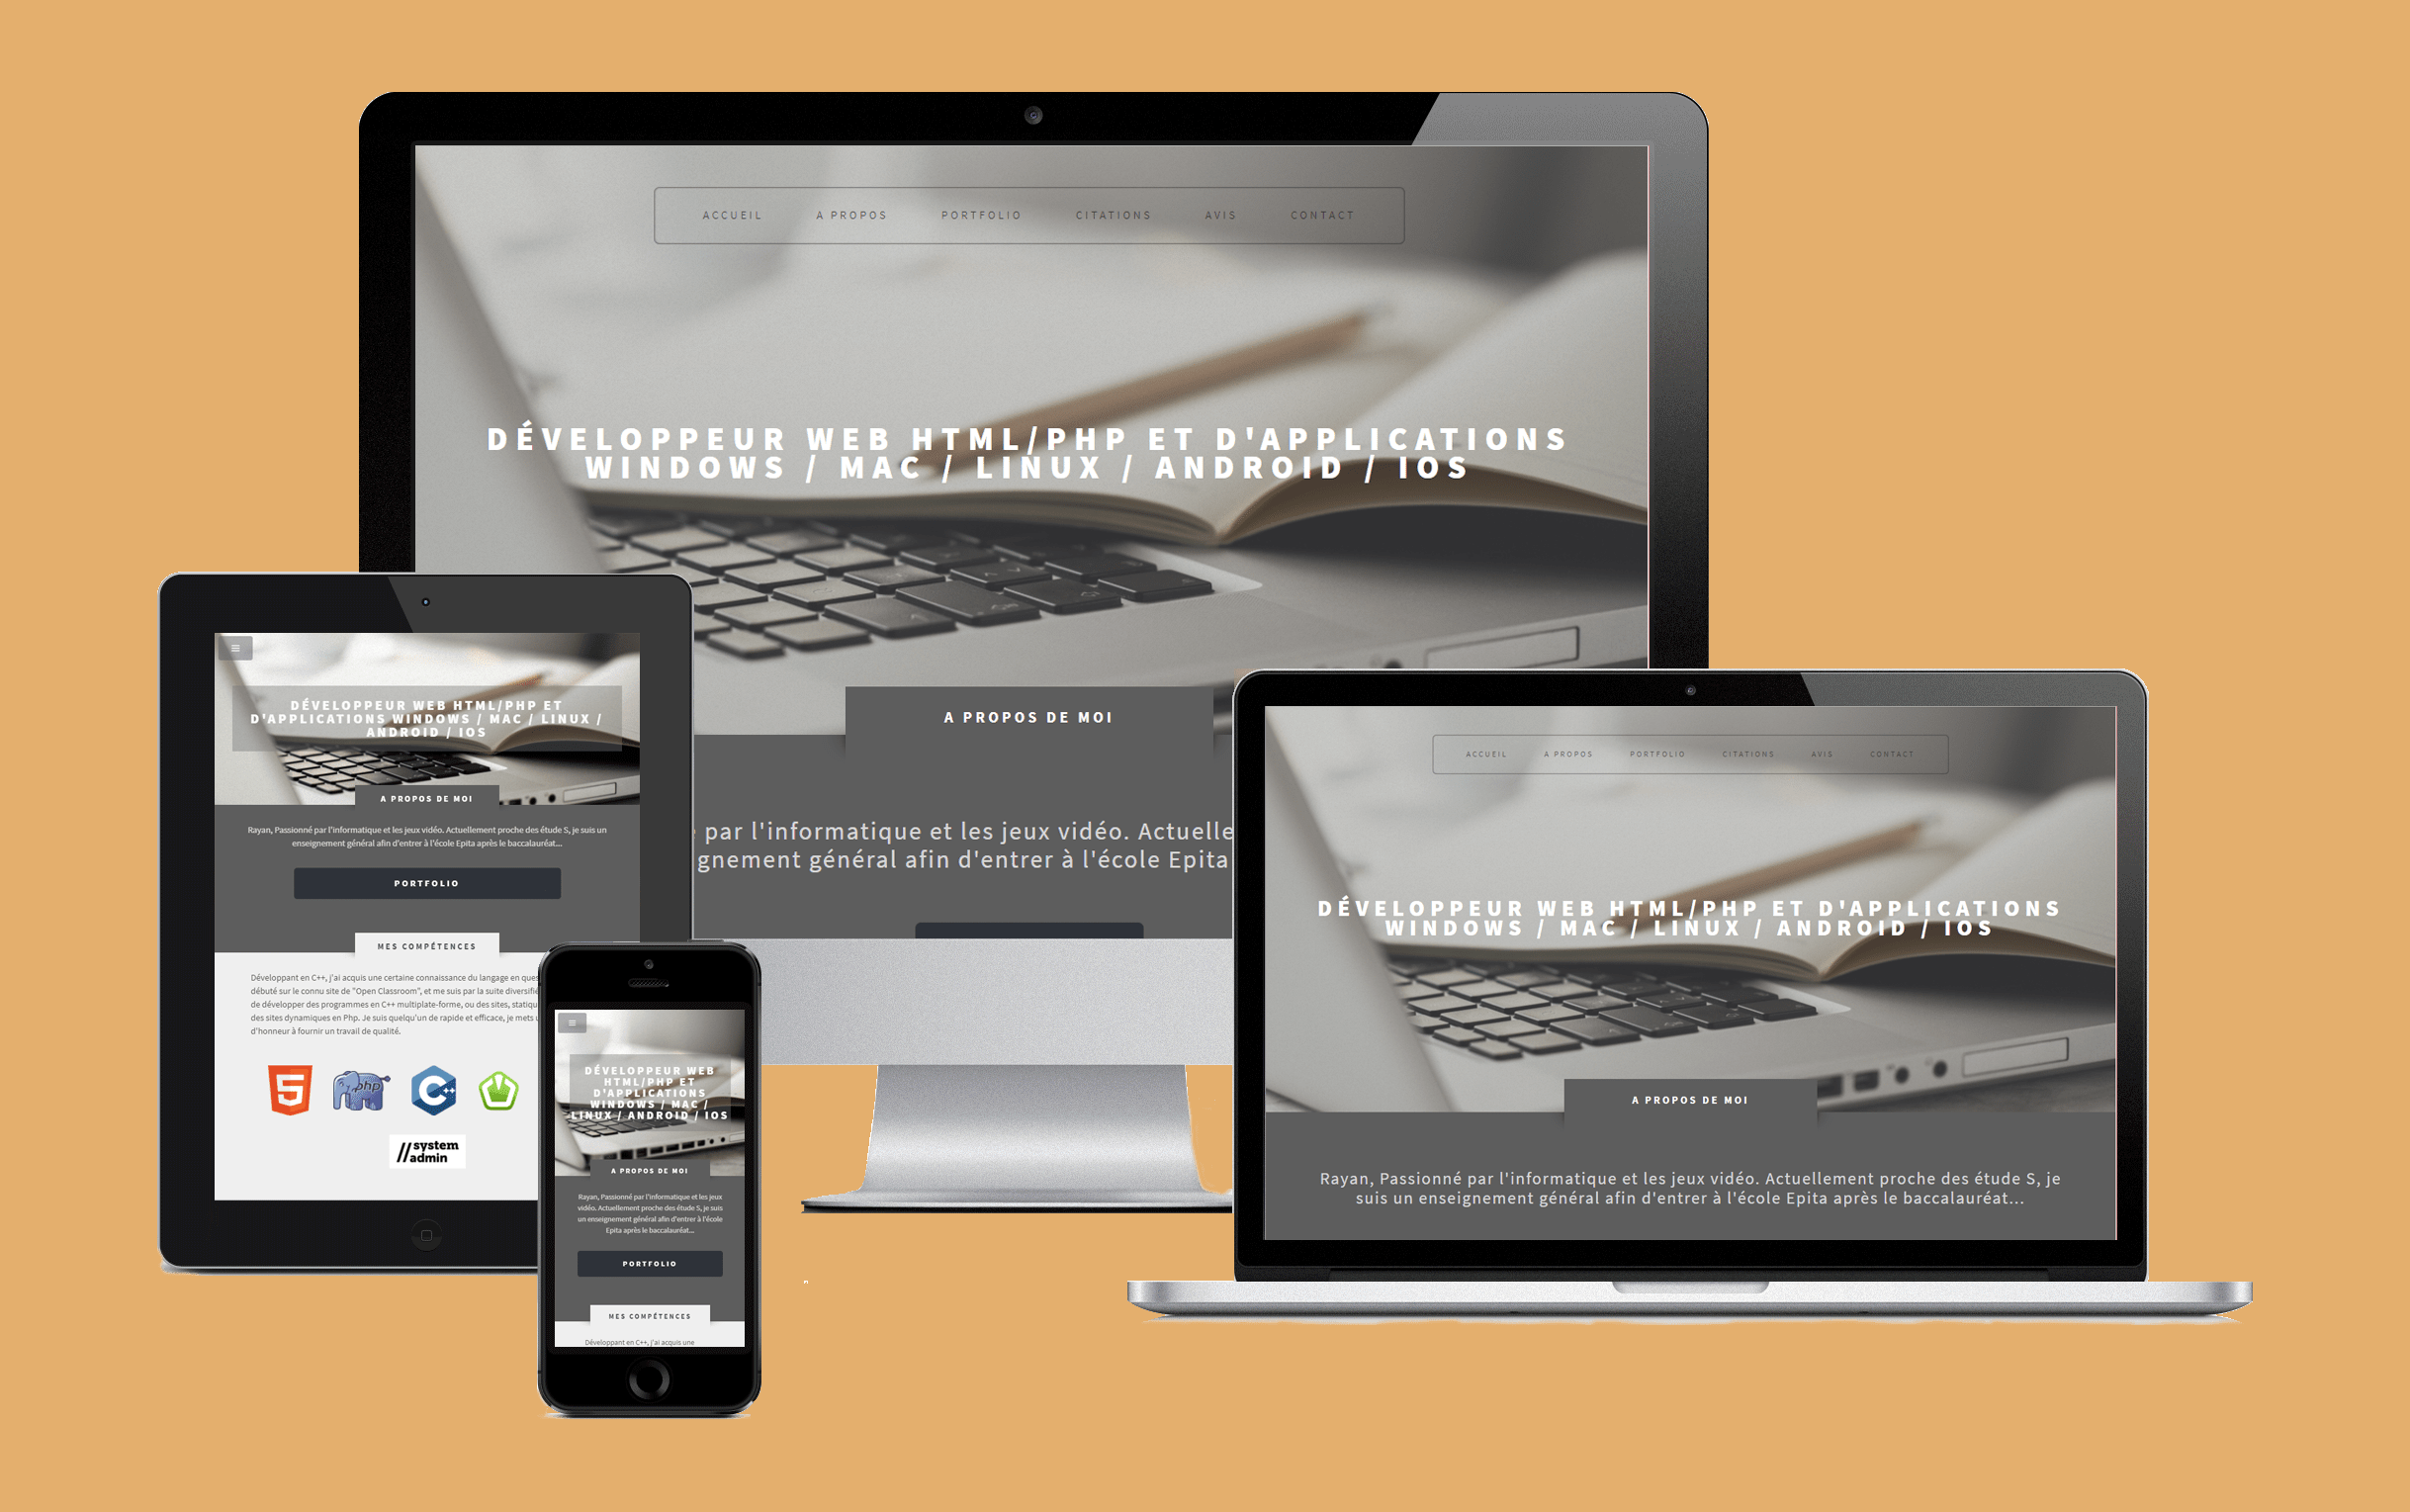 ACCUEIL A PROPOS PORTFOLIO CITATIONS AVIS CONTACT
DÉVELOPPEUR WEB HTML/PHP ET D'APPLICATIONS
WINDOWS / MAC / LINUX / ANDROID / IOS
A PROPOS DE MOI
par l'informatique et les jeux vidéo. Actuelle
gnement général afin d'entrer à l'école Epita
DÉVELOPPEUR WEB HTML/PHP ET
D'APPLICATIONS WINDOWS / MAC / LINUX /
ANDROID / IOS
A PROPOS DE MOI
Rayan, Passionné par l'informatique et les jeux vidéo. Actuellement proche des étude S, je suis un
enseignement général afin d'entrer à l'école Epita après le baccalauréat...
PORTFOLIO
MES COMPÉTENCES
Développant en C++, j'ai acquis une certaine connaissance du langage en ques
débuté sur le connu site de "Open Classroom", et me suis par la suite diversifié
de développer des programmes en C++ multiplate-forme, ou des sites, statiqu
des sites dynamiques en Php. Je suis quelqu'un de rapide et efficace, je mets
d'honneur à fournir un travail de qualité.
5 php C++
//system
admin
DÉVELOPPEUR WEB
HTML/PHP ET
D'APPLICATIONS
WINDOWS / MAC /
LINUX / ANDROID / IOS
A PROPOS DE MOI
Rayan, Passionné par l'informatique et les jeux
vidéo. Actuellement proche des étude S, je suis
un enseignement général afin d'entrer à l'école
Epita après le baccalauréat...
PORTFOLIO
MES COMPÉTENCES
Développant en C++, j'ai acquis une
ACCUEIL A PROPOS PORTFOLIO CITATIONS AVIS CONTACT
DÉVELOPPEUR WEB HTML/PHP ET D'APPLICATIONS
WINDOWS / MAC / LINUX / ANDROID / IOS
A PROPOS DE MOI
Rayan, Passionné par l'informatique et les jeux vidéo. Actuellement proche des étude S, je
suis un enseignement général afin d'entrer à l'école Epita après le baccalauréat...